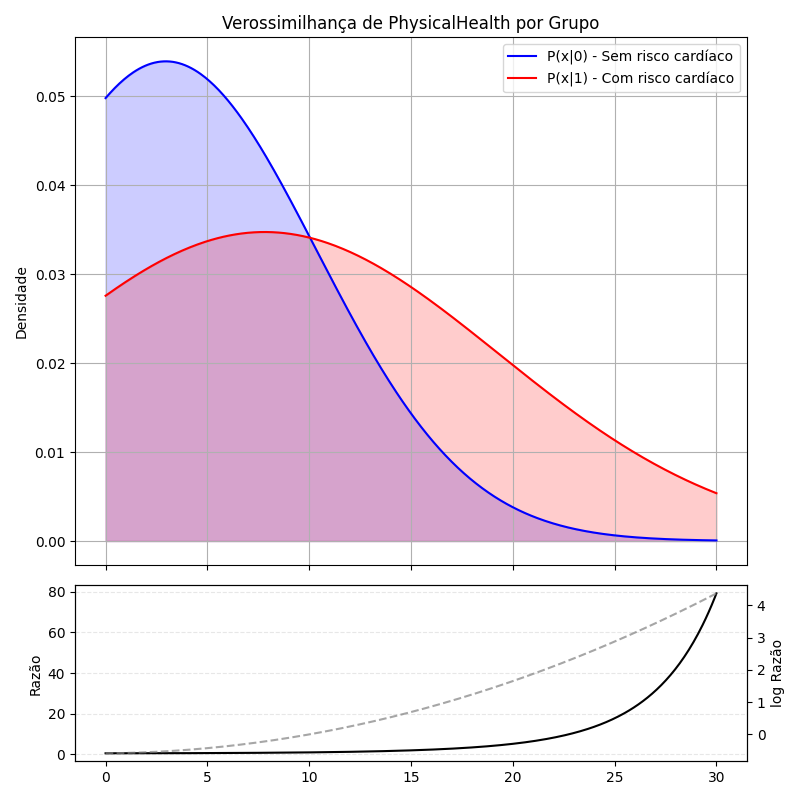 Verossimilhança de PhysicalHealth por Grupo
P(x|0) - Sem risco cardíaco
P(x|1) - Com risco cardíaco
Densidade
0.05
0.04
0.03
0.02
0.01
0.00
Razão
80
60
40
20
0
log Razão
4
3
2
1
0
0 5 10 15 20 25 30